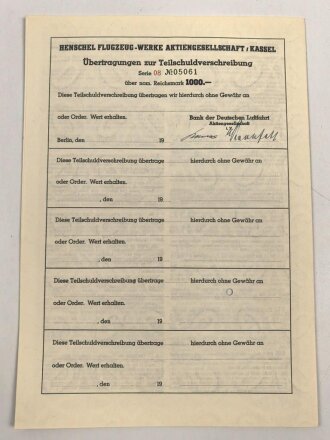 HENSCHEL FLUGZEUG-WERKE AKTIENGESELLSCHAFT / KASSEL
Übertragungen zur Teilschuldverschreibung
Serie 08 №05061
über nom. Reichsmark 1000.—
Diese Teilschuldverschreibung übertragen wir hierdurch ohne Gewähr an
oder Order. Wert erhalten. Bank der Deutschen Luftfahrt
Aktiengesellschaft
Berlin, den 19
Diese Teilschuldverschreibung übertrage hierdurch ohne Gewähr an
oder Order. Wert erhalten.
, den 19
Diese Teilschuldverschreibung übertrage hierdurch ohne Gewähr an
oder Order. Wert erhalten.
, den 19
Diese Teilschuldverschreibung übertrage hierdurch ohne Gewähr an
oder Order. Wert erhalten.
, den 19
Diese Teilschuldverschreibung übertrage hierdurch ohne Gewähr an
oder Order. Wert erhalten.
, den 19